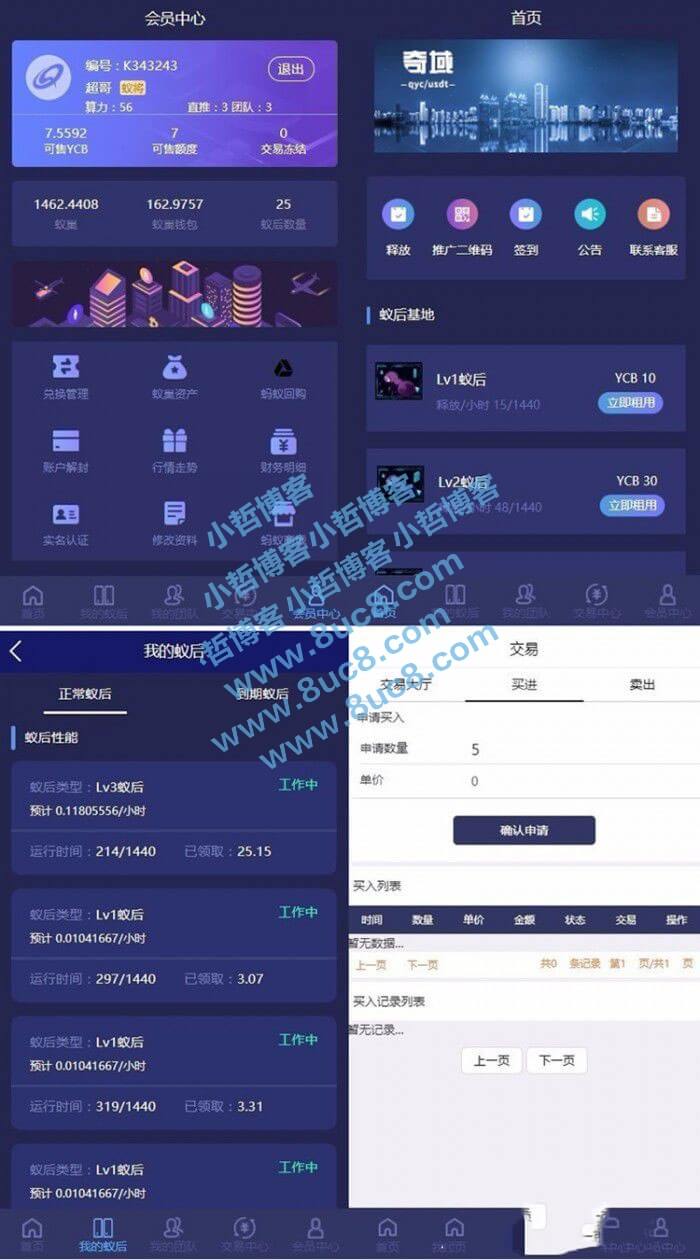 会员中心
编号：K343243
退出
超哥 蚁将
算力：56 直推：3 团队：3
7.5592 7 0
可售YCB 可售额度 交易冻结
1462.4408 162.9757 25
蚁巢 蚁巢钱包 蚁后数量
兑换管理 蚁巢资产 蚂蚁回购
账户解封 行情走势 财务明细
实名认证 修改资料
首页 我的蚁后 我的团队 会员中心
首页
奇域
-qyc/usdt-
释放 推广二维码 签到 公告 联系客服
蚁后基地
Lv1蚁后 YCB 10
释放/小时 15/1440 立即租用
Lv2蚁后 YCB 30
小时 48/1440 立即租用
首页 我的团队 交易中心 会员中心
小哲博客小哲博客小哲博客
哲博客 小哲博客
www.8uc8.com
www.8uc8.com
www.8uc8.com
我的蚁后
正常蚁后 到期蚁后
蚁后性能
蚁后类型：Lv3蚁后 工作中
预计 0.11805556/小时
运行时间：214/1440 已领取：25.15
蚁后类型：Lv1蚁后 工作中
预计 0.01041667/小时
运行时间：297/1440 已领取：3.07
蚁后类型：Lv1蚁后 工作中
预计 0.01041667/小时
运行时间：319/1440 已领取：3.31
蚁后类型：Lv1蚁后 工作中
预计 0.01041667/小时
首页 我的蚁后 我的团队 交易中心 会员中心
交易
交易大厅 买进 卖出
申请买入
申请数量 5
单价 0
确认申请
买入列表
时间 数量 单价 金额 状态 交易 操作
暂无数据...
上一页 下一页 共0 条记录 第1 页/共1 页
买入记录列表
暂无记录...
上一页 下一页
首页 我的